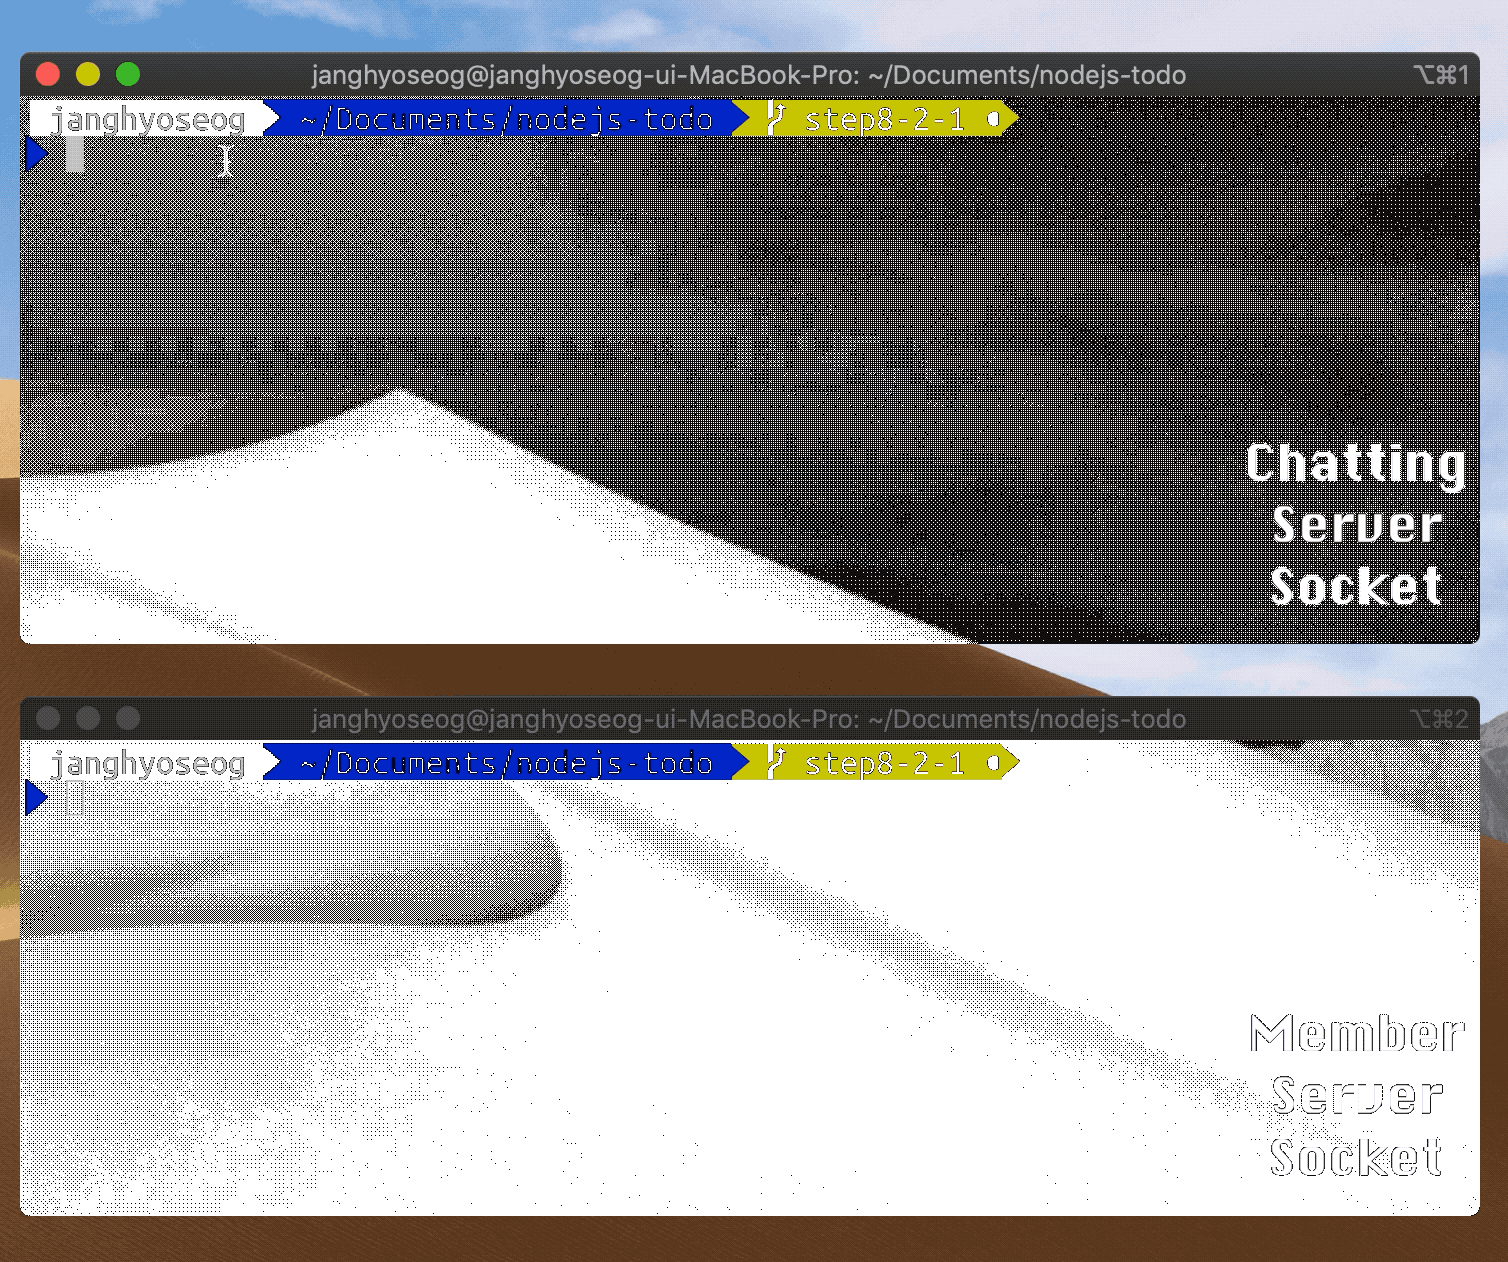 janghyoseog@janghyoseog-ui-MacBook-Pro: ~/Documents/nodejs-todo ⌥⌘1
janghyoseog ~/Documents/nodejs-todo step8-2-1
Chatting
Server
Socket
janghyoseog@janghyoseog-ui-MacBook-Pro: ~/Documents/nodejs-todo ⌥⌘2
janghyoseog ~/Documents/nodejs-todo step8-2-1
Member
Server
Socket